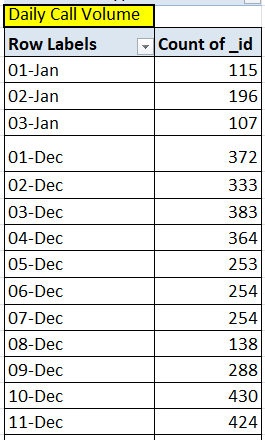 Daily Call Volume
Row Labels Count of _id
01-Jan 115
02-Jan 196
03-Jan 107
01-Dec 372
02-Dec 333
03-Dec 383
04-Dec 364
05-Dec 253
06-Dec 254
07-Dec 254
08-Dec 138
09-Dec 288
10-Dec 430
11-Dec 424